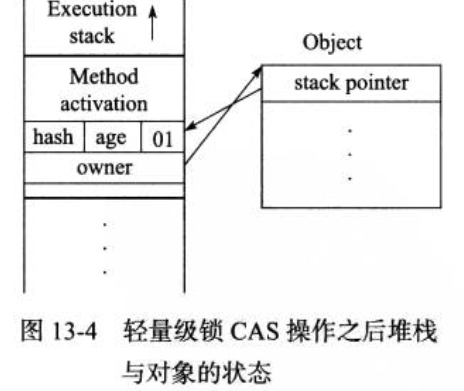 Execution
stack
Object
Method
activation
stack pointer
hash age 01
owner
图 13-4 轻量级锁 CAS 操作之后堆栈
与对象的状态